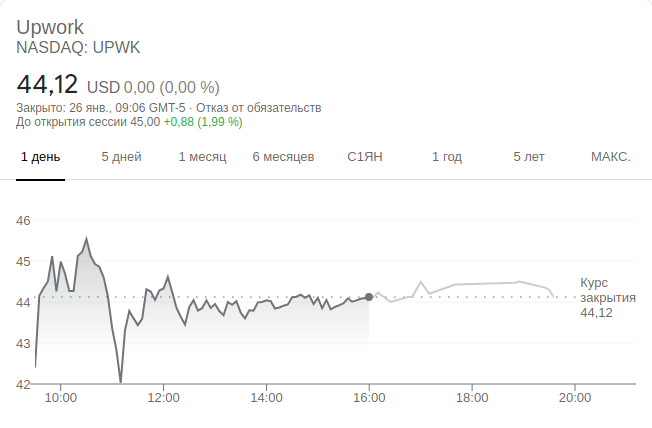 Upwork
NASDAQ: UPWK
44,12 USD 0,00 (0,00 %)
Закрыто: 26 янв., 09:06 GMT-5 · Отказ от обязательств
До открытия сессии 45,00 +0,88 (1,99 %)
1 день 5 дней 1 месяц 6 месяцев С1ЯН 1 год 5 лет МАКС.
46
45
44
43
42
Курс
закрытия
44,12
10:00 12:00 14:00 16:00 18:00 20:00